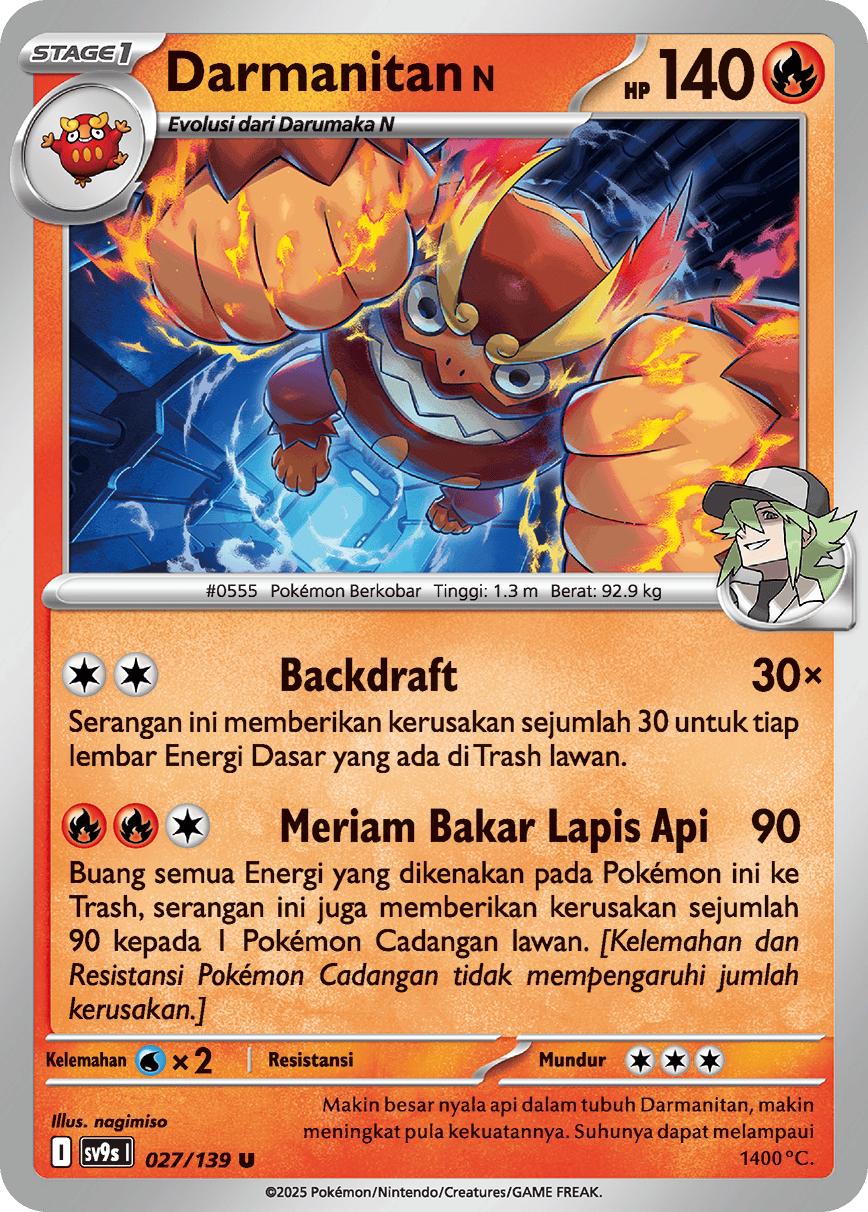 STAGE1
Darmanitan N
HP 140
Evolusi dari Darumaka N
#0555 Pokémon Berkobar Tinggi: 1.3 m Berat: 92.9 kg
Backdraft 30×
Serangan ini memberikan kerusakan sejumlah 30 untuk tiap
lembar Energi Dasar yang ada di Trash lawan.
Meriam Bakar Lapis Api 90
Buang semua Energi yang dikenakan pada Pokémon ini ke
Trash, serangan ini juga memberikan kerusakan sejumlah
90 kepada 1 Pokémon Cadangan lawan. [Kelemahan dan
Resistansi Pokémon Cadangan tidak mempengaruhi jumlah
kerusakan.]
Kelemahan ×2 Resistansi Mundur
Illus. nagimiso
Makin besar nyala api dalam tubuh Darmanitan, makin
meningkat pula kekuatannya. Suhunya dapat melampaui
1400 °C.
I sv9s I 027/139 U
©2025 Pokémon/Nintendo/Creatures/GAME FREAK.